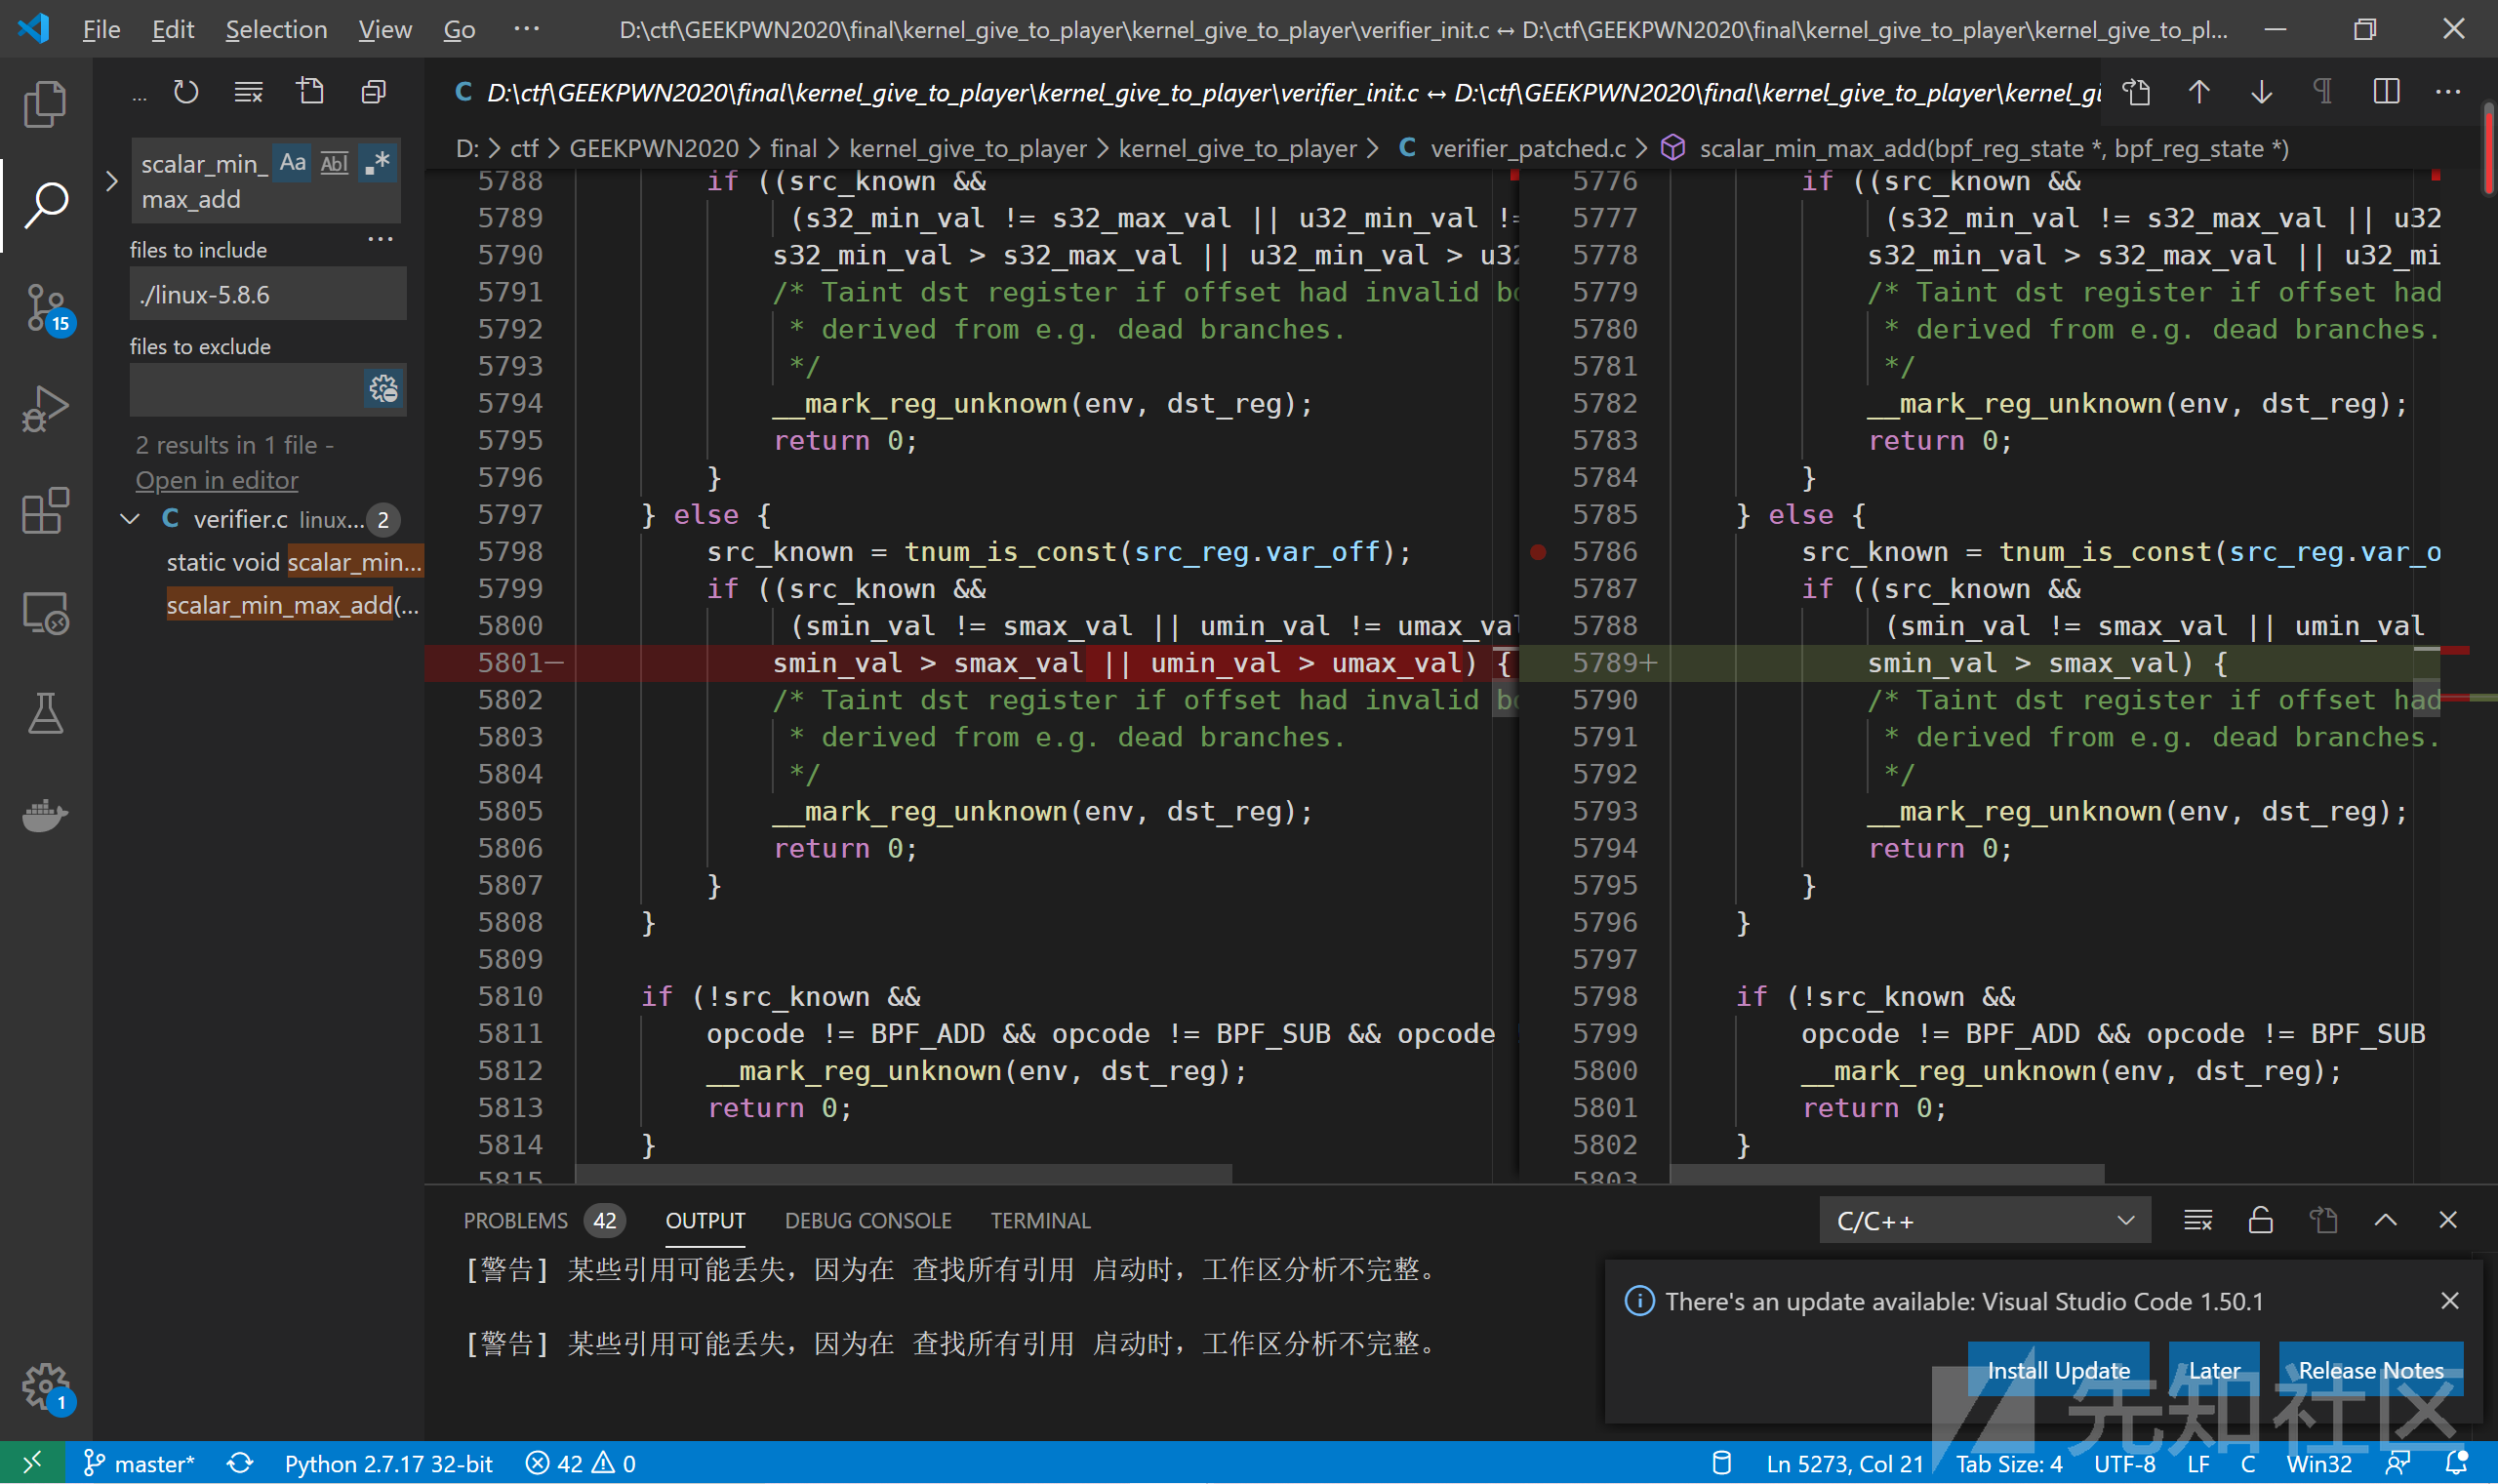 File Edit Selection View Go ··· D:\ctf\GEEKPWN2020\final\kernel_give_to_player\kernel_give_to_player\verifier_init.c ↔ D:\ctf\GEEKPWN2020\final\kernel_give_to_player\kernel_give_to_pl...
C D:\ctf\GEEKPWN2020\final\kernel_give_to_player\kernel_give_to_player\verifier_init.c ↔ D:\ctf\GEEKPWN2020\final\kernel_give_to_player\kernel_gi
D: > ctf > GEEKPWN2020 > final > kernel_give_to_player > kernel_give_to_player > C verifier_patched.c > scalar_min_max_add(bpf_reg_state *, bpf_reg_state *)
scalar_min_ Aa Abl .*
max_add
files to include ...
./linux-5.8.6
files to exclude
2 results in 1 file -
Open in editor
C verifier.c linux... 2
static void scalar_min...
scalar_min_max_add(...
15
1
5788 if ((src_known &&
5789 (s32_min_val != s32_max_val || u32_min_val !=
5790 s32_min_val > s32_max_val || u32_min_val > u32
5791 /* Taint dst register if offset had invalid bo
5792 * derived from e.g. dead branches.
5793 */
5794 __mark_reg_unknown(env, dst_reg);
5795 return 0;
5796 }
5797 } else {
5798 src_known = tnum_is_const(src_reg.var_off);
5799 if ((src_known &&
5800 (smin_val != smax_val || umin_val != umax_val
5801− smin_val > smax_val || umin_val > umax_val) {
5802 /* Taint dst register if offset had invalid bo
5803 * derived from e.g. dead branches.
5804 */
5805 __mark_reg_unknown(env, dst_reg);
5806 return 0;
5807 }
5808 }
5809
5810 if (!src_known &&
5811 opcode != BPF_ADD && opcode != BPF_SUB && opcode
5812 __mark_reg_unknown(env, dst_reg);
5813 return 0;
5814 }
5815
5776 if ((src_known &&
5777 (s32_min_val != s32_max_val || u32
5778 s32_min_val > s32_max_val || u32_mi
5779 /* Taint dst register if offset had
5780 * derived from e.g. dead branches.
5781 */
5782 __mark_reg_unknown(env, dst_reg);
5783 return 0;
5784 }
5785 } else {
5786 src_known = tnum_is_const(src_reg.var_o
5787 if ((src_known &&
5788 (smin_val != smax_val || umin_val
5789+ smin_val > smax_val) {
5790 /* Taint dst register if offset had
5791 * derived from e.g. dead branches.
5792 */
5793 __mark_reg_unknown(env, dst_reg);
5794 return 0;
5795 }
5796 }
5797
5798 if (!src_known &&
5799 opcode != BPF_ADD && opcode != BPF_SUB
5800 __mark_reg_unknown(env, dst_reg);
5801 return 0;
5802 }
5803
PROBLEMS 42 OUTPUT DEBUG CONSOLE TERMINAL C/C++
[警告] 某些引用可能丢失，因为在 查找所有引用 启动时，工作区分析不完整。
[警告] 某些引用可能丢失，因为在 查找所有引用 启动时，工作区分析不完整。
There's an update available: Visual Studio Code 1.50.1
Install Update Later Release Notes
先知社区
master* Python 2.7.17 32-bit 42 0 Ln 5273, Col 21 Tab Size: 4 UTF-8 LF C Win32